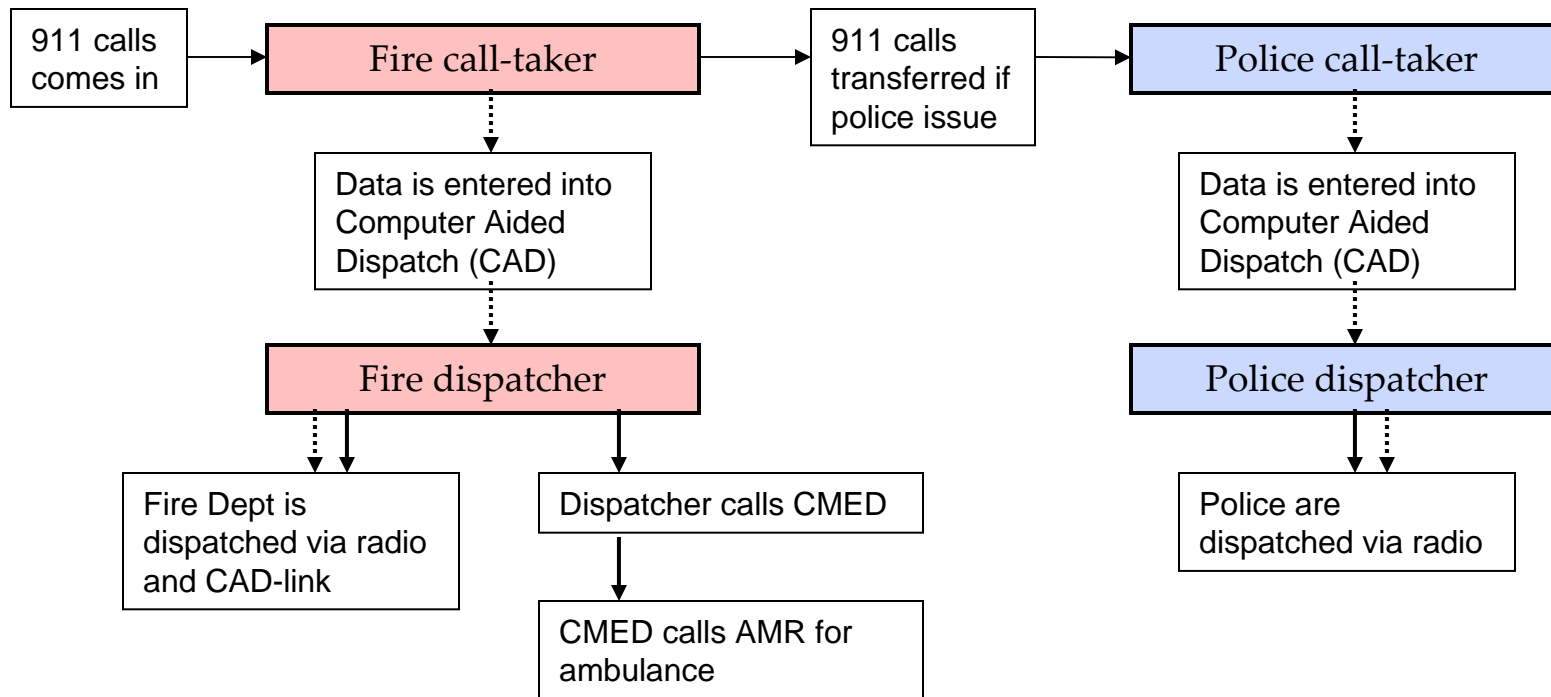 911 calls
comes in
Fire call-taker
911 calls
transferred if
police issue
Police call-taker
Data is entered into
Computer Aided
Dispatch (CAD)
Data is entered into
Computer Aided
Dispatch (CAD)
Fire dispatcher
Police dispatcher
Fire Dept is
dispatched via radio
and CAD-link
Dispatcher calls CMED
Police are
dispatched via radio
CMED calls AMR for
ambulance